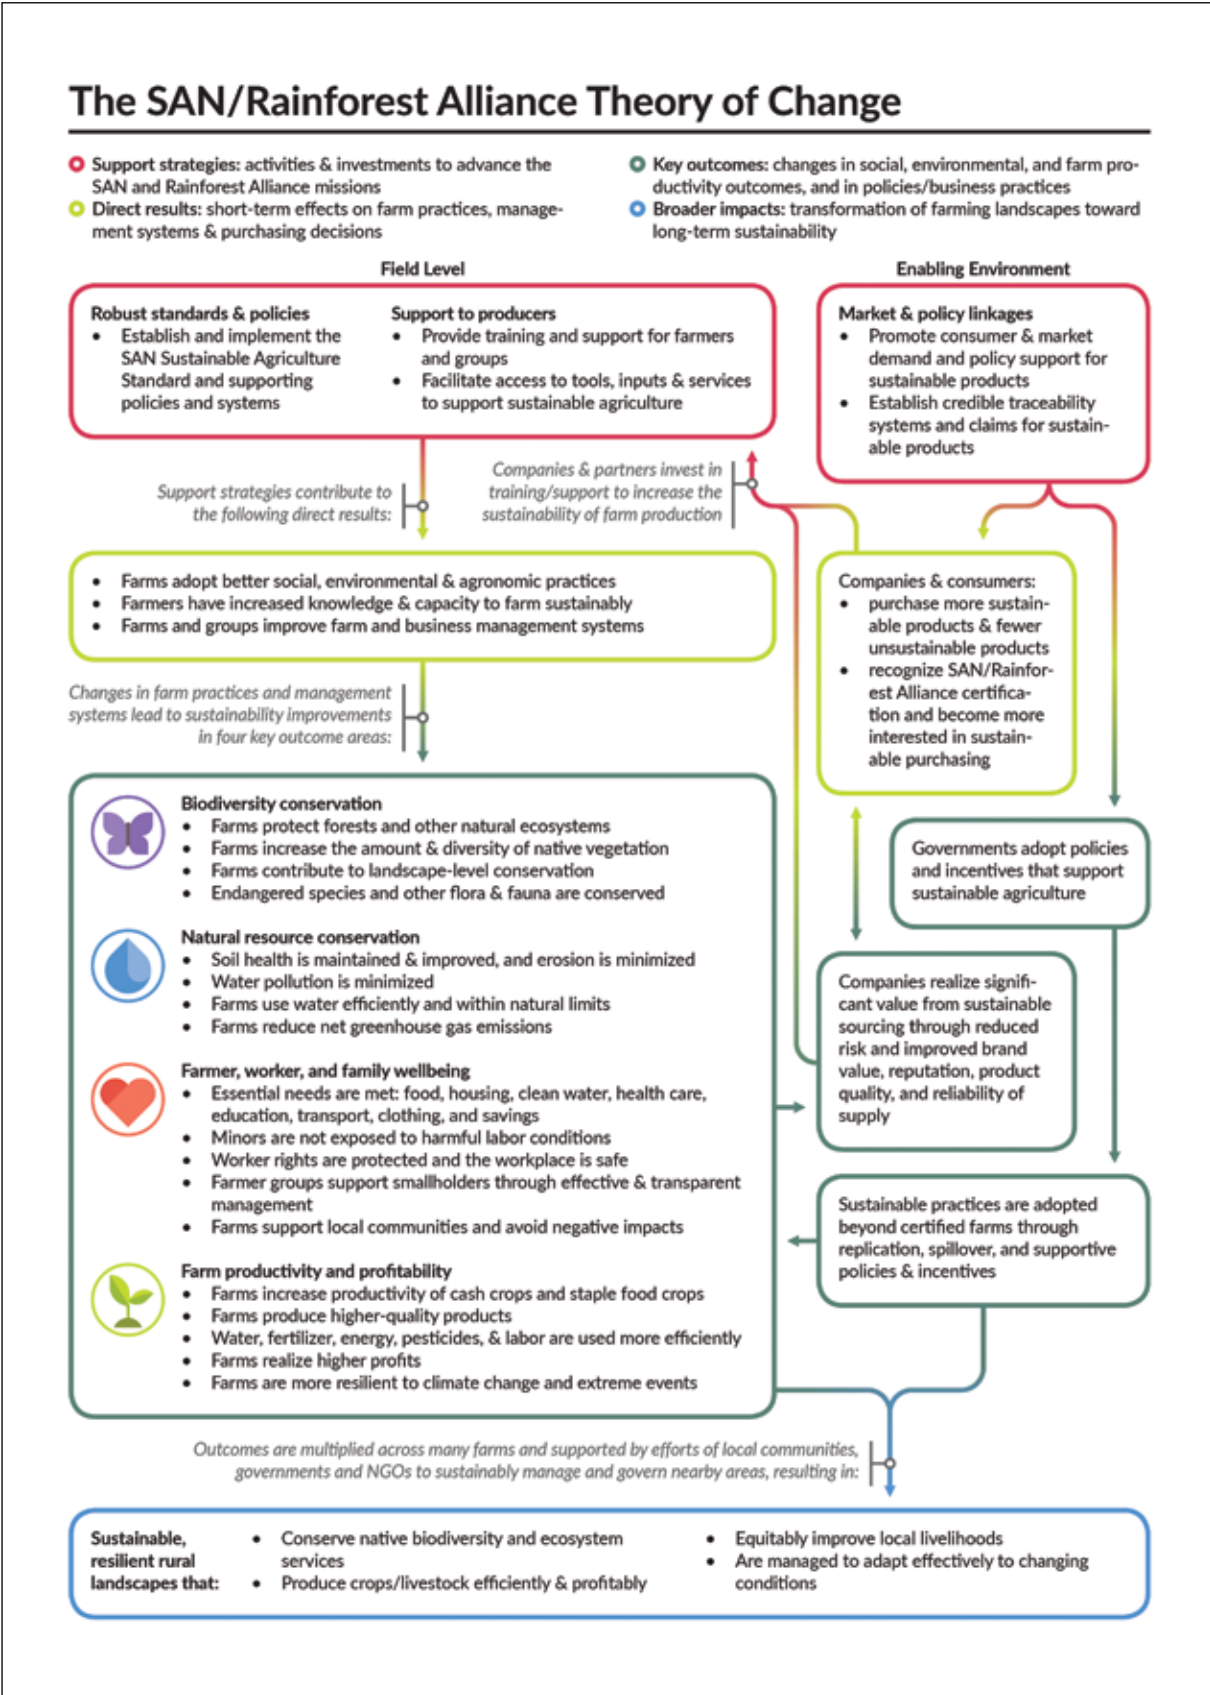 The SAN/Rainforest Alliance Theory of Change
Support strategies: activities & investments to advance the
SAN and Rainforest Alliance missions
Direct results: short-term effects on farm practices, manage-
ment systems & purchasing decisions
Key outcomes: changes in social, environmental, and farm pro-
ductivity outcomes, and in policies/business practices
Broader impacts: transformation of farming landscapes toward
long-term sustainability
Field Level
Robust standards & policies
• Establish and implement the
SAN Sustainable Agriculture
Standard and supporting
policies and systems
Support to producers
• Provide training and support for farmers
and groups
• Facilitate access to tools, inputs & services
to support sustainable agriculture
Enabling Environment
Market & policy linkages
• Promote consumer & market
demand and policy support for
sustainable products
• Establish credible traceability
systems and claims for sustain-
able products
Support strategies contribute to
the following direct results:
Companies & partners invest in
training/support to increase the
sustainability of farm production
• Farms adopt better social, environmental & agronomic practices
• Farmers have increased knowledge & capacity to farm sustainably
• Farms and groups improve farm and business management systems
Companies & consumers:
• purchase more sustain-
able products & fewer
unsustainable products
• recognize SAN/Rainfor-
est Alliance certifica-
tion and become more
interested in sustain-
able purchasing
Changes in farm practices and management
systems lead to sustainability improvements
in four key outcome areas:
Biodiversity conservation
• Farms protect forests and other natural ecosystems
• Farms increase the amount & diversity of native vegetation
• Farms contribute to landscape-level conservation
• Endangered species and other flora & fauna are conserved
Natural resource conservation
• Soil health is maintained & improved, and erosion is minimized
• Water pollution is minimized
• Farms use water efficiently and within natural limits
• Farms reduce net greenhouse gas emissions
Farmer, worker, and family wellbeing
• Essential needs are met: food, housing, clean water, health care,
education, transport, clothing, and savings
• Minors are not exposed to harmful labor conditions
• Worker rights are protected and the workplace is safe
• Farmer groups support smallholders through effective & transparent
management
• Farms support local communities and avoid negative impacts
Farm productivity and profitability
• Farms increase productivity of cash crops and staple food crops
• Farms produce higher-quality products
• Water, fertilizer, energy, pesticides, & labor are used more efficiently
• Farms realize higher profits
• Farms are more resilient to climate change and extreme events
Governments adopt policies
and incentives that support
sustainable agriculture
Companies realize signifi-
cant value from sustainable
sourcing through reduced
risk and improved brand
value, reputation, product
quality, and reliability of
supply
Sustainable practices are adopted
beyond certified farms through
replication, spillover, and supportive
policies & incentives
Outcomes are multiplied across many farms and supported by efforts of local communities,
governments and NGOs to sustainably manage and govern nearby areas, resulting in:
Sustainable,
resilient rural
landscapes that:
• Conserve native biodiversity and ecosystem
services
• Produce crops/livestock efficiently & profitably
• Equitably improve local livelihoods
• Are managed to adapt effectively to changing
conditions